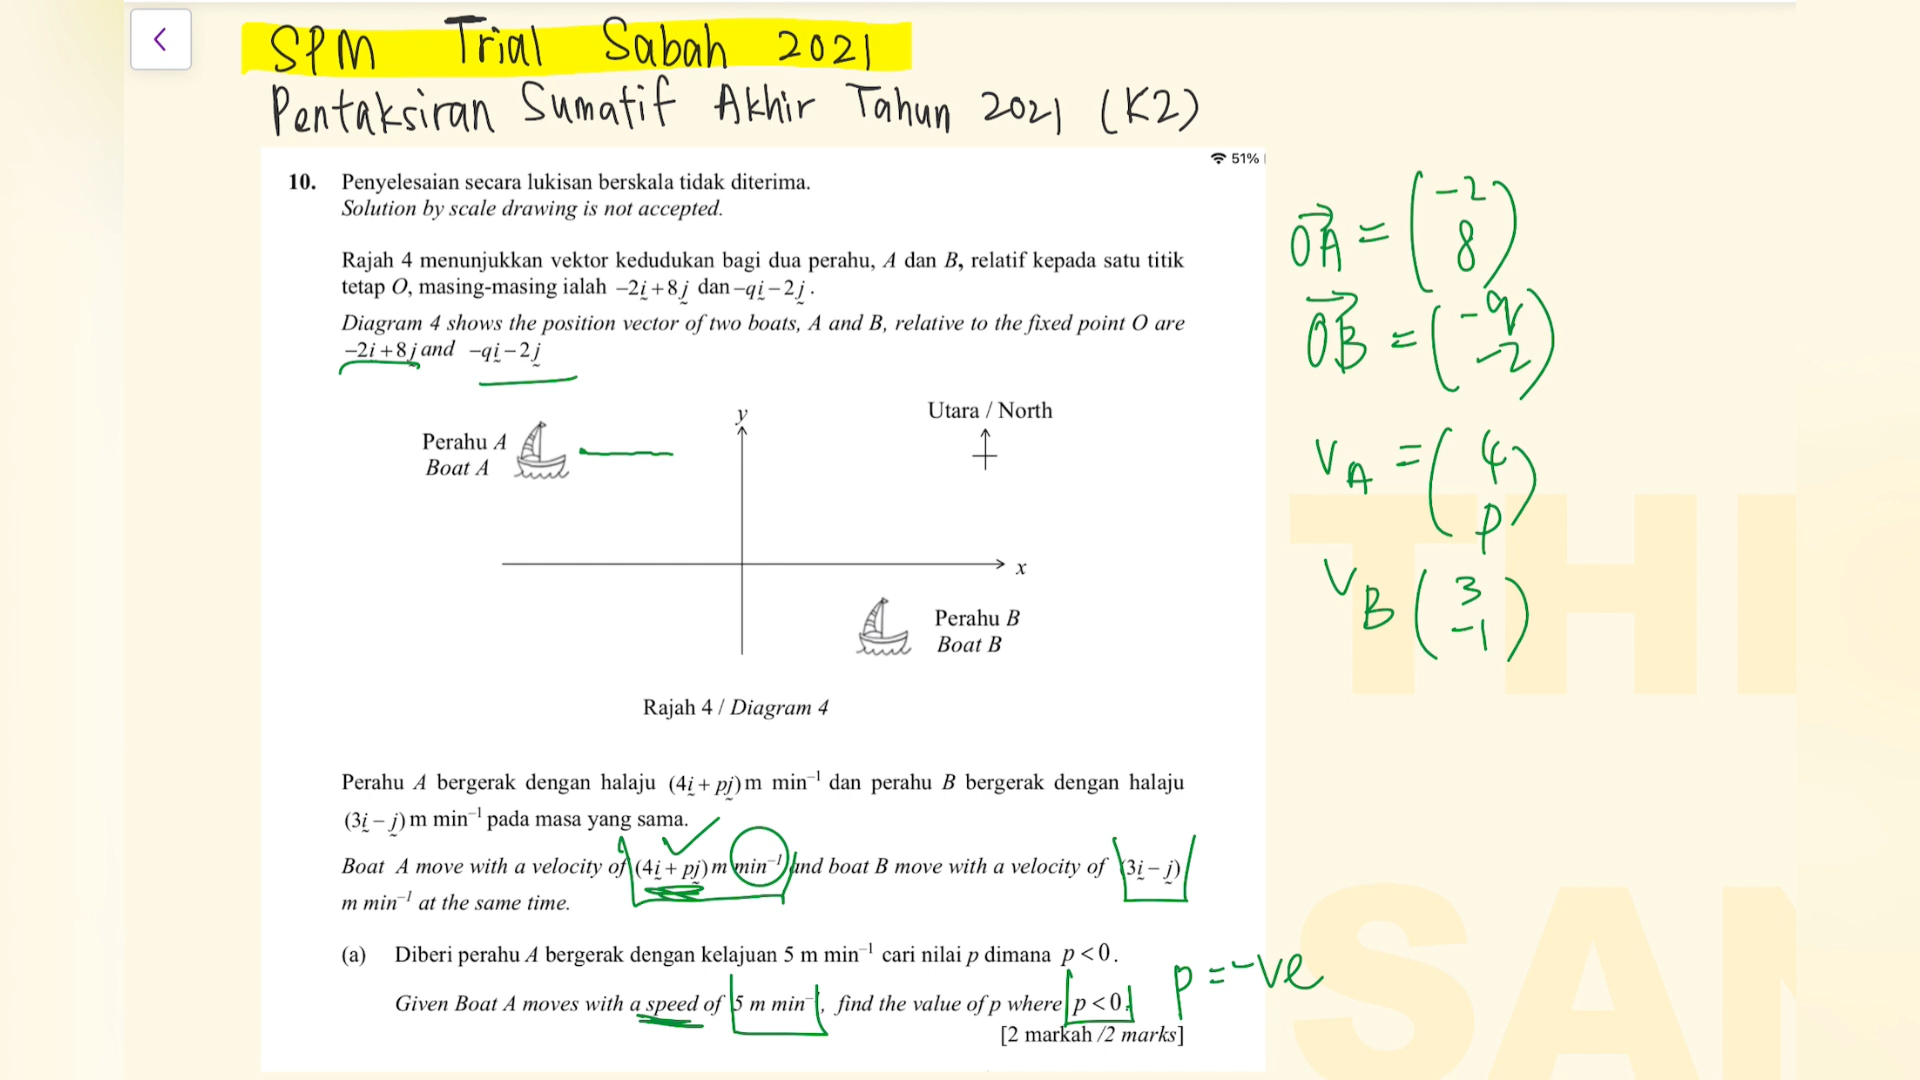 SPM Trial Sabah 2021
Pentaksiran Sumatif Akhir Tahun 2021 (K2)
51%
10. Penyelesaian secara lukisan berskala tidak diterima.
Solution by scale drawing is not accepted.
Rajah 4 menunjukkan vektor kedudukan bagi dua perahu, A dan B, relatif kepada satu titik
tetap O, masing-masing ialah −2i+8j dan −qi−2j.
Diagram 4 shows the position vector of two boats, A and B, relative to the fixed point O are
−2i+8j and −qi−2j
y
Utara / North
Perahu A
Boat A
x
Perahu B
Boat B
Rajah 4 / Diagram 4
Perahu A bergerak dengan halaju (4i+pj) m min⁻¹ dan perahu B bergerak dengan halaju
(3i−j) m min⁻¹ pada masa yang sama.
Boat A move with a velocity of (4i+pj) m min⁻¹ and boat B move with a velocity of (3i−j)
m min⁻¹ at the same time.
(a) Diberi perahu A bergerak dengan kelajuan 5 m min⁻¹ cari nilai p dimana p<0.
Given Boat A moves with a speed of 5 m min⁻¹, find the value of p where p<0.
[2 markah /2 marks]
p = -ve
OA = (-2
8)
OB = (-q
-2)
VA = (4
p)
VB (3
-1)
THI
SAN